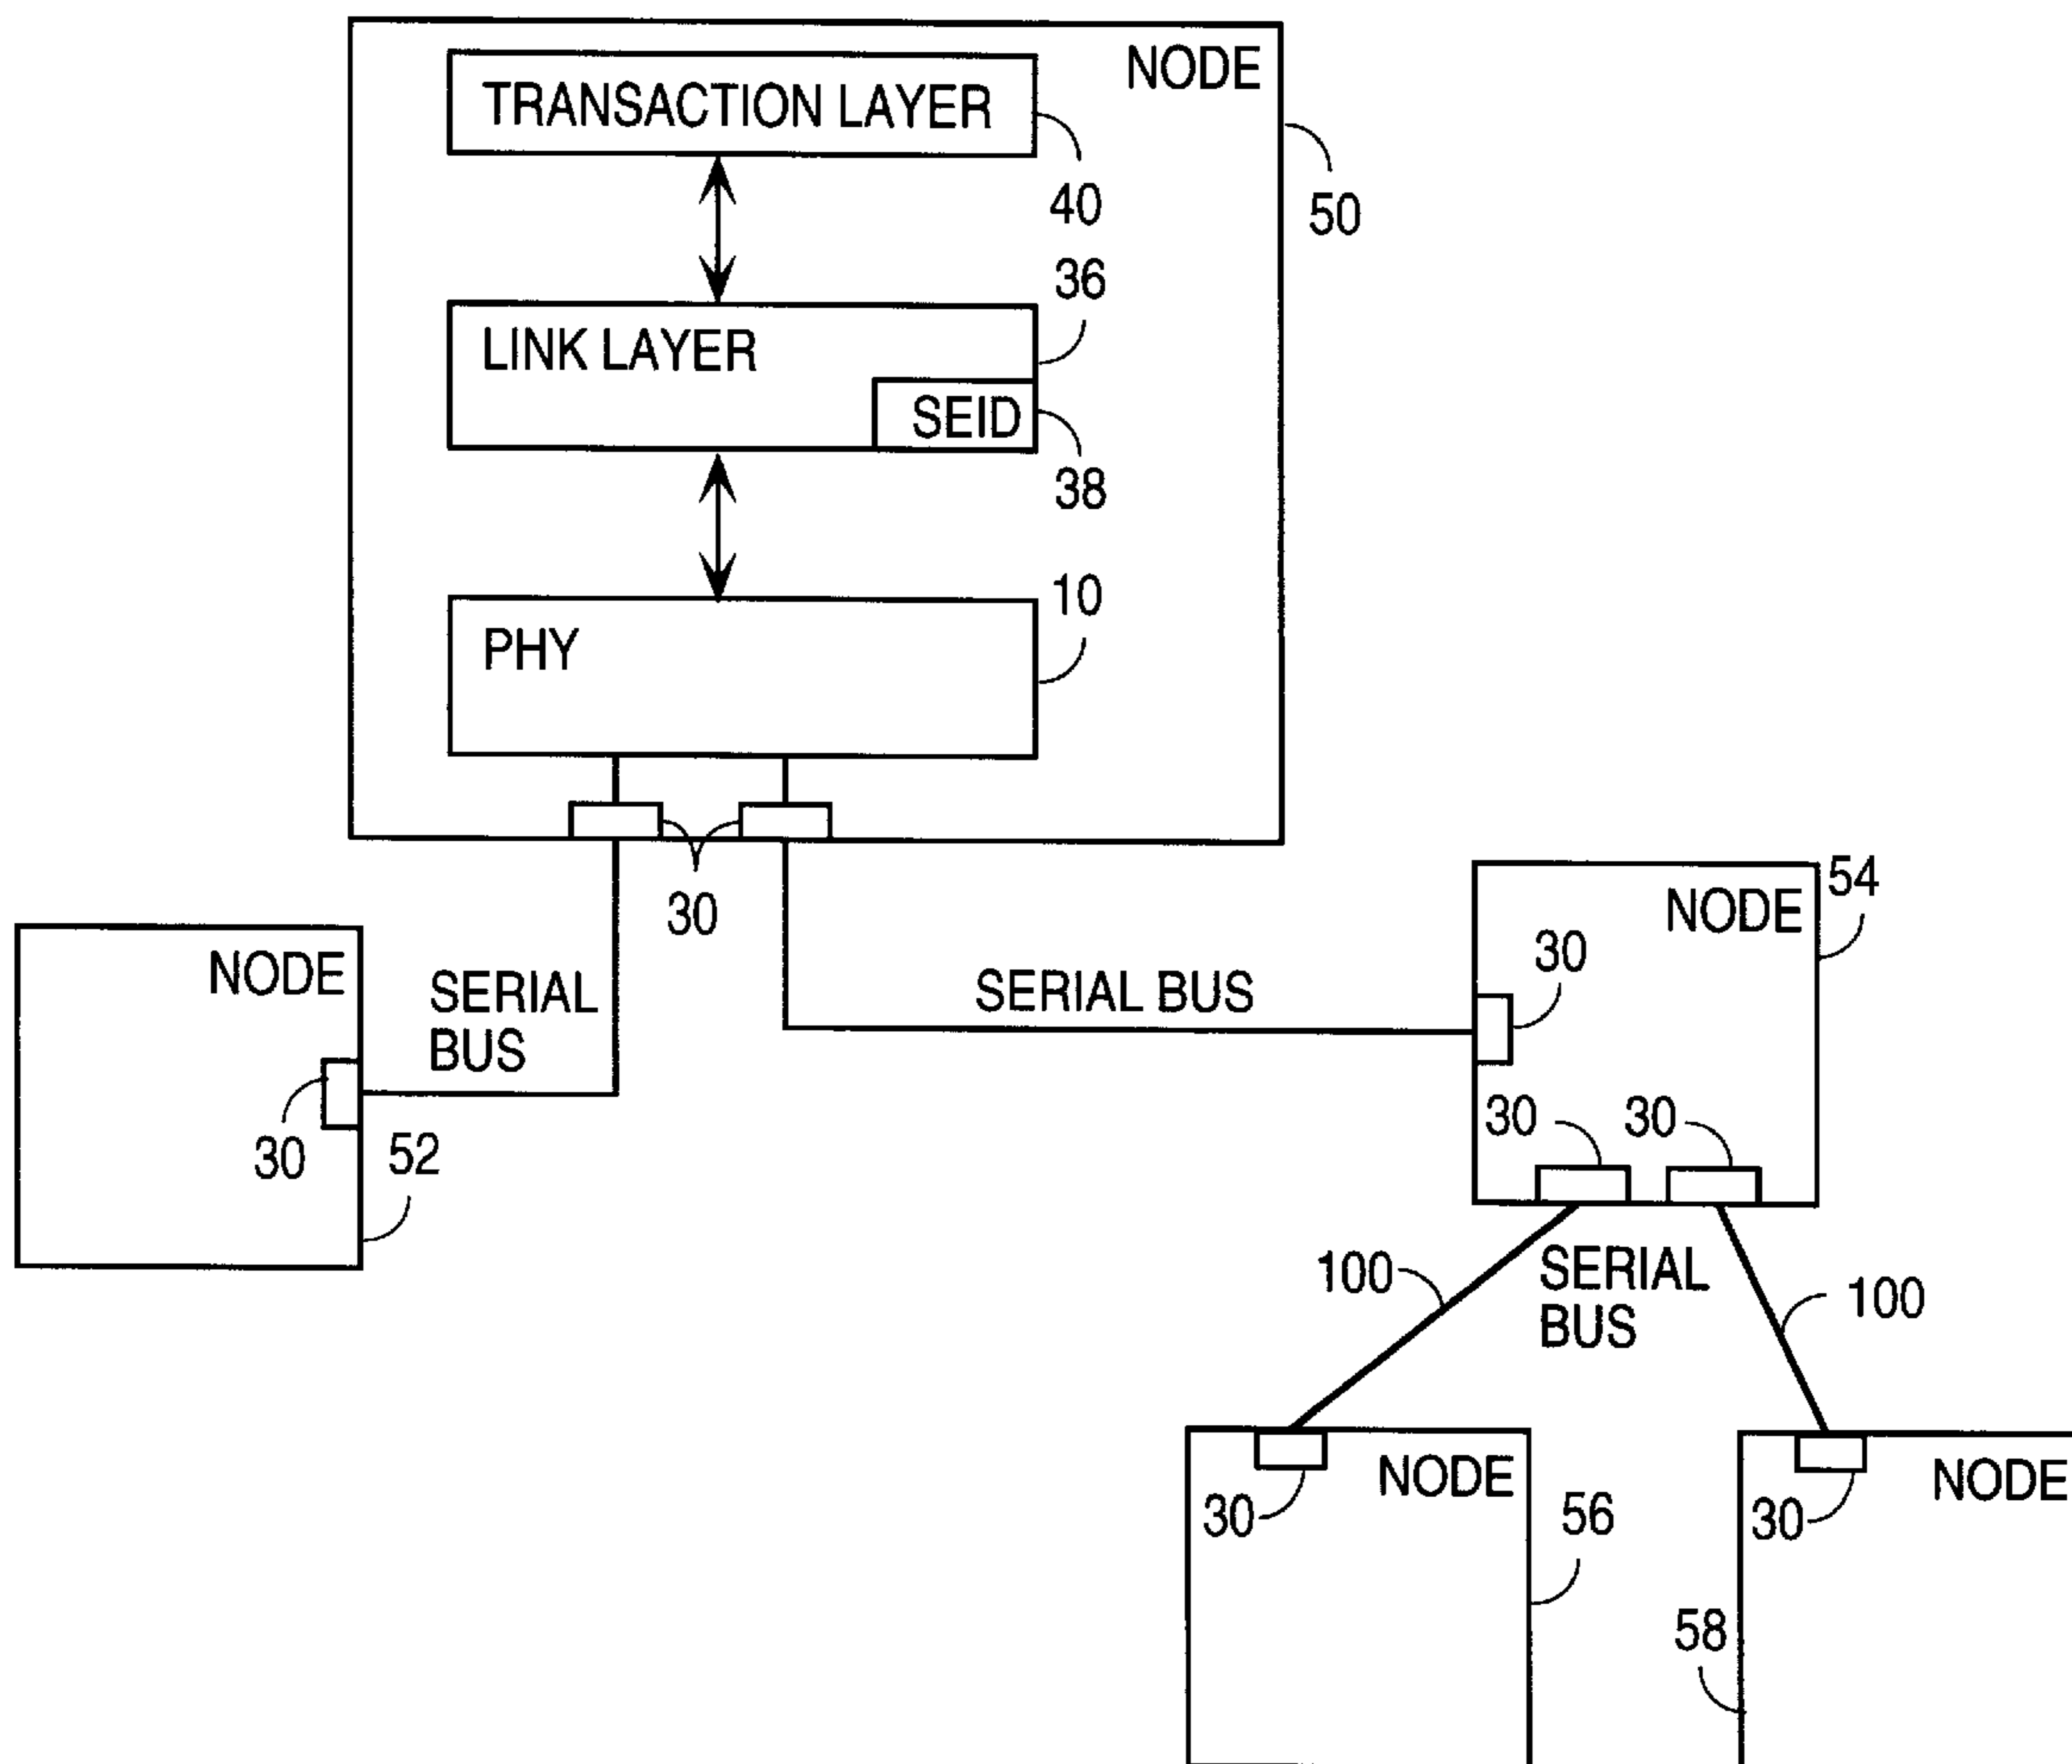 NODE
TRANSACTION LAYER
40
50
36
LINK LAYER
SEID
38
10
PHY
30
54
NODE
30
NODE
SERIAL
BUS
SERIAL BUS
30
30
30
52
100
SERIAL
BUS
100
NODE
30
56
NODE
30
58